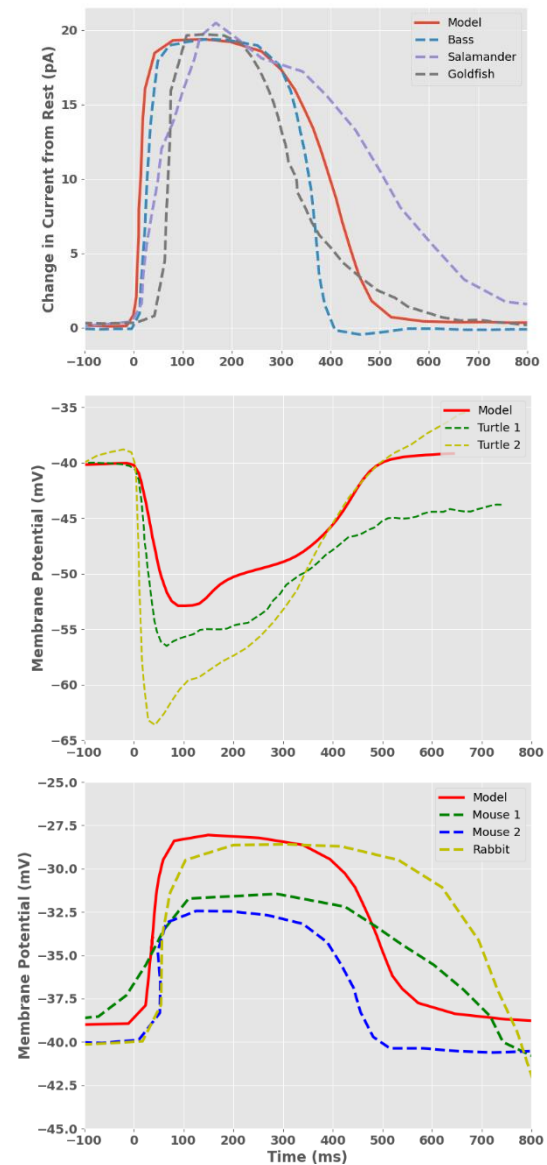 Change in Current from Rest (pA)
20
15
10
5
0
Model
Bass
Salamander
Goldfish
−100 0 100 200 300 400 500 600 700 800
Membrane Potential (mV)
−35
−40
−45
−50
−55
−60
−65
Model
Turtle 1
Turtle 2
−100 0 100 200 300 400 500 600 700 800
Membrane Potential (mV)
−25.0
−27.5
−30.0
−32.5
−35.0
−37.5
−40.0
−42.5
−45.0
Model
Mouse 1
Mouse 2
Rabbit
−100 0 100 200 300 400 500 600 700 800
Time (ms)